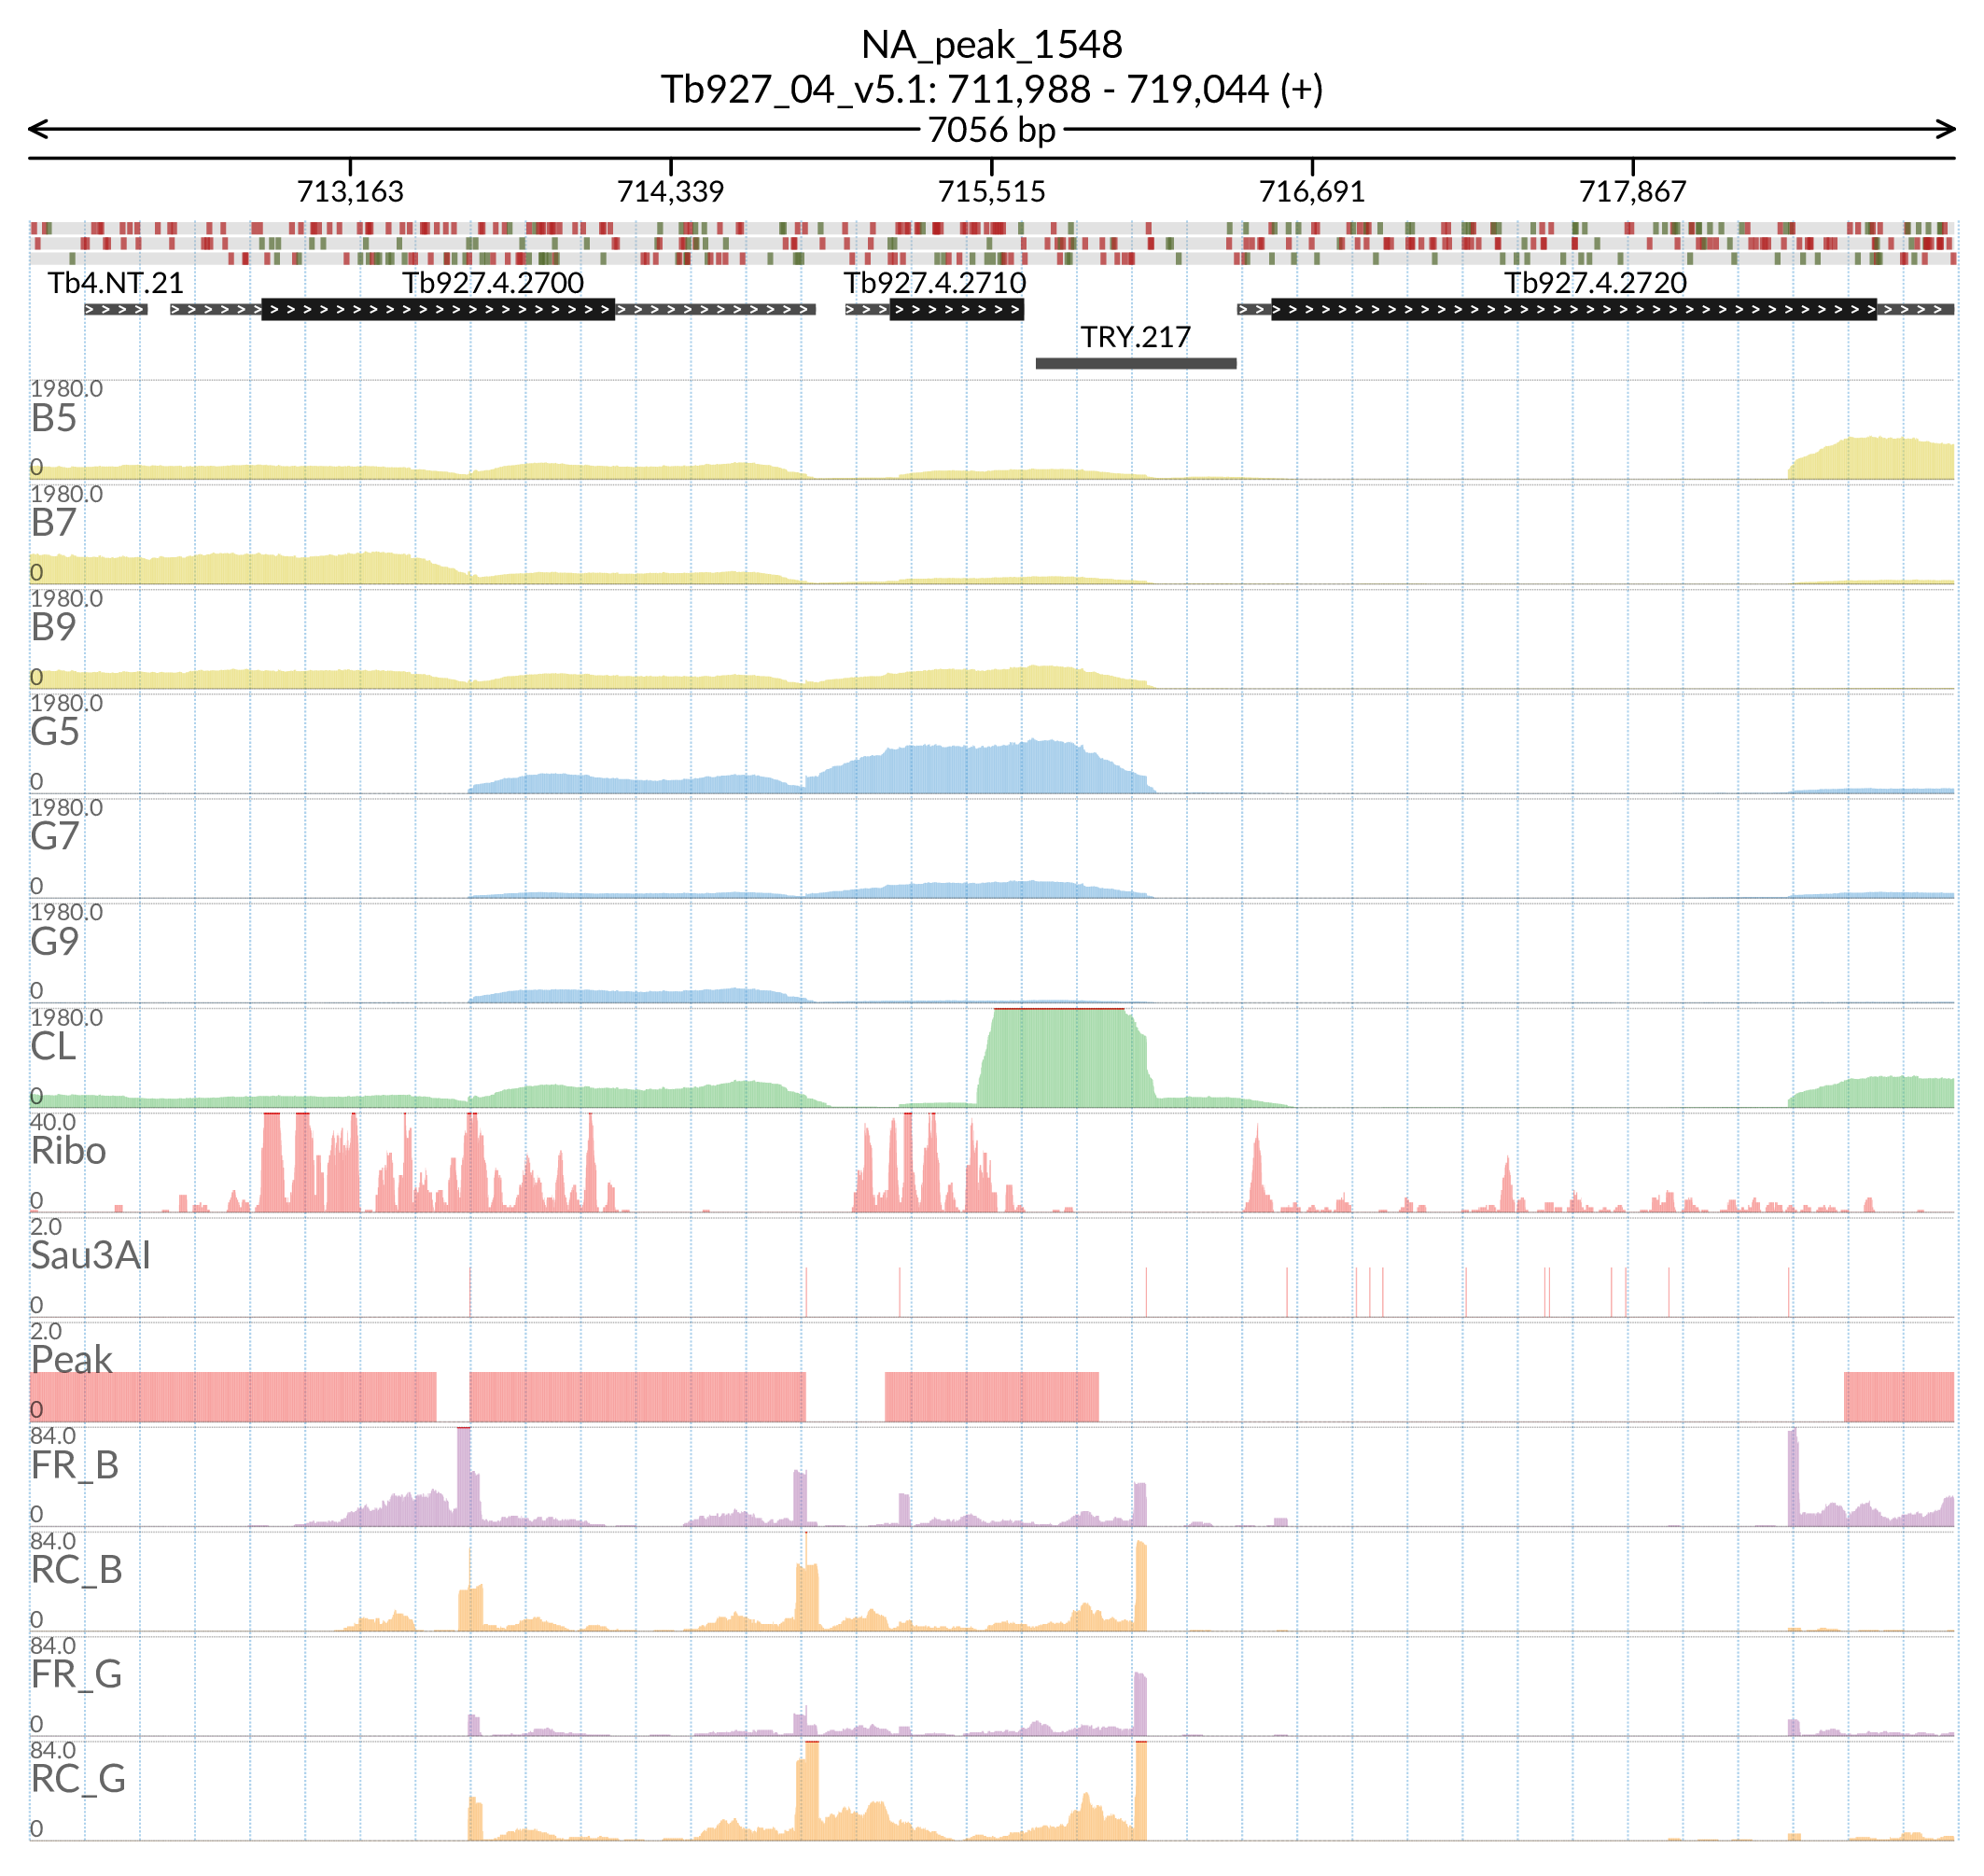 NA_peak_1548
Tb927_04_v5.1: 711,988 - 719,044 (+)
7056 bp
713,163 714,339 715,515 716,691 717,867
Tb4.NT.21 Tb927.4.2700 Tb927.4.2710 Tb927.4.2720
TRY.217
1980.0
B5
0
1980.0
B7
0
1980.0
B9
0
1980.0
G5
0
1980.0
G7
0
1980.0
G9
0
1980.0
CL
0
40.0
Ribo
0
2.0
Sau3AI
0
2.0
Peak
0
84.0
FR_B
0
84.0
RC_B
0
84.0
FR_G
0
84.0
RC_G
0